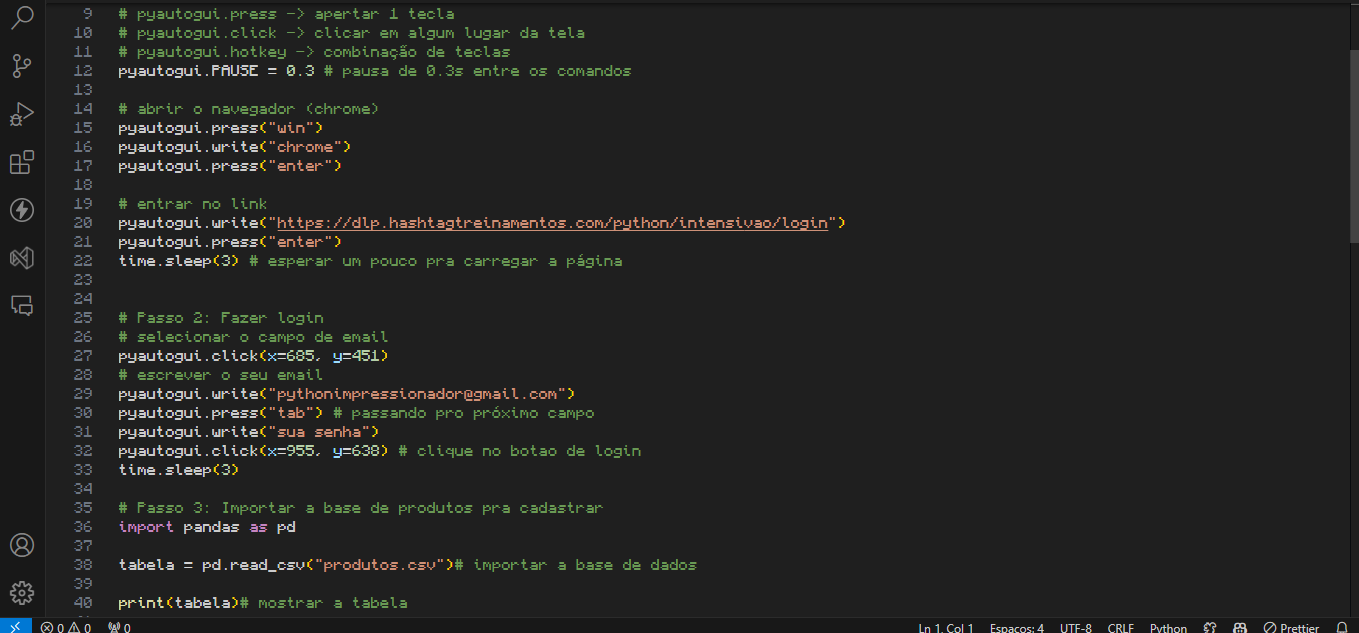 9 # pyautogui.press -> apertar 1 tecla
10 # pyautogui.click -> clicar em algum lugar da tela
11 # pyautogui.hotkey -> combinação de teclas
12 pyautogui.PAUSE = 0.3 # pausa de 0.3s entre os comandos
13
14 # abrir o navegador (chrome)
15 pyautogui.press("win")
16 pyautogui.write("chrome")
17 pyautogui.press("enter")
18
19 # entrar no link
20 pyautogui.write("https://dlp.hashtagtreinamentos.com/python/intensivao/login")
21 pyautogui.press("enter")
22 time.sleep(3) # esperar um pouco pra carregar a página
23
24
25 # Passo 2: Fazer login
26 # selecionar o campo de email
27 pyautogui.click(x=685, y=451)
28 # escrever o seu email
29 pyautogui.write("pythonimpressionador@gmail.com")
30 pyautogui.press("tab") # passando pro próximo campo
31 pyautogui.write("sua senha")
32 pyautogui.click(x=955, y=638) # clique no botao de login
33 time.sleep(3)
34
35 # Passo 3: Importar a base de produtos pra cadastrar
36 import pandas as pd
37
38 tabela = pd.read_csv("produtos.csv")# importar a base de dados
39
40 print(tabela)# mostrar a tabela
0 0 0 Ln 1, Col 1 Espaços: 4 UTF-8 CRLF Python Prettier